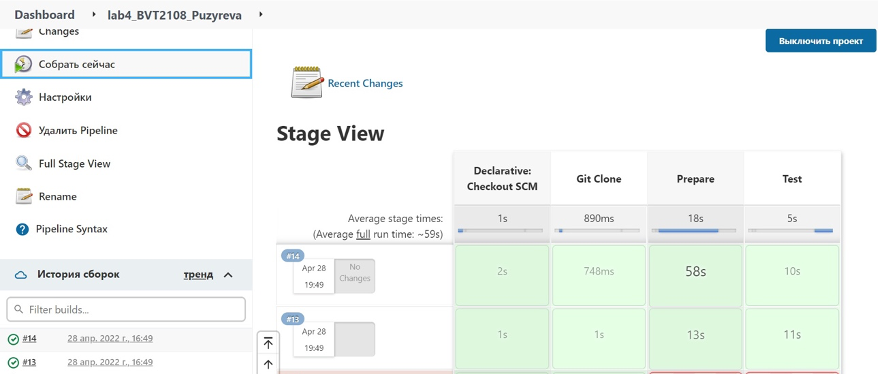 Dashboard
lab4_BVT2108_Puzyreva
Changes
Выключить проект
Собрать сейчас
Recent Changes
Настройки
Удалить Pipeline
Stage View
Full Stage View
Rename
Pipeline Syntax
Declarative:
Checkout SCM
Git Clone
Prepare
Test
Average stage times:
(Average full run time: ~59s)
1s
890ms
18s
5s
#14
Apr 28
19:49
No
Changes
2s
748ms
58s
10s
#13
Apr 28
19:49
1s
1s
13s
11s
История сборок
тренд
Filter builds...
#14
28 апр. 2022 г., 16:49
#13
28 апр. 2022 г., 16:49